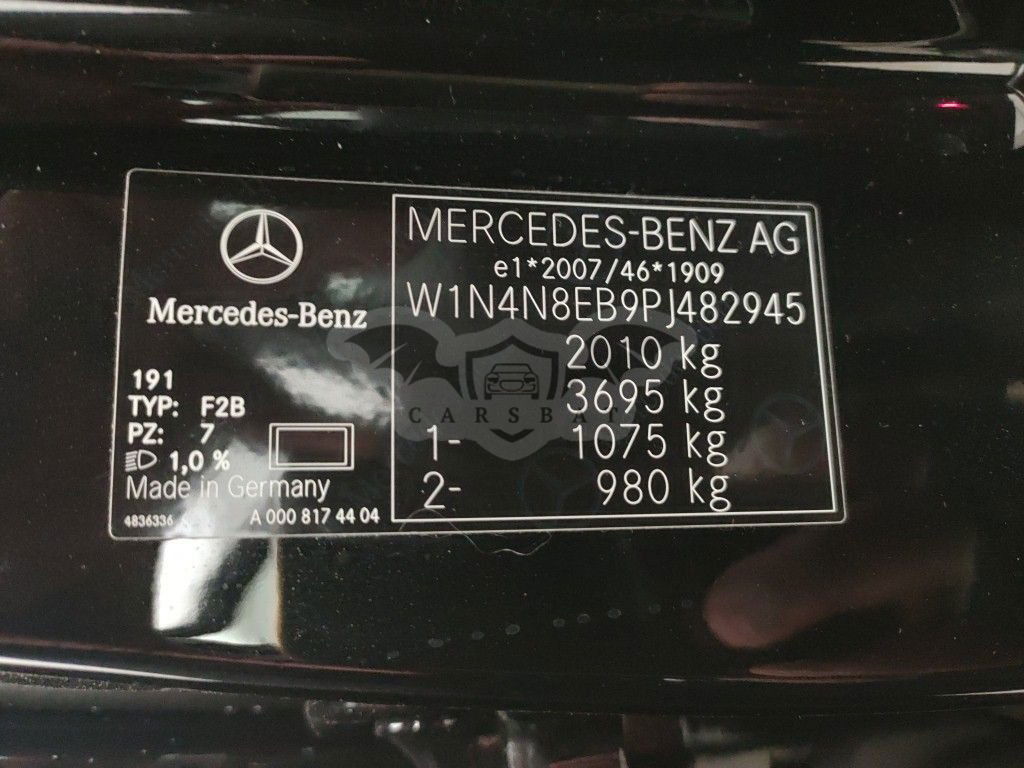 Mercedes-Benz
191
TYP: F2B
PZ: 7
1,0 %
Made in Germany
4836336
A 000 817 44 04
MERCEDES-BENZ AG
e1*2007/46*1909
W1N4N8EB9PJ482945
2010 kg
3695 kg
1- 1075 kg
2- 980 kg
CARSBAT